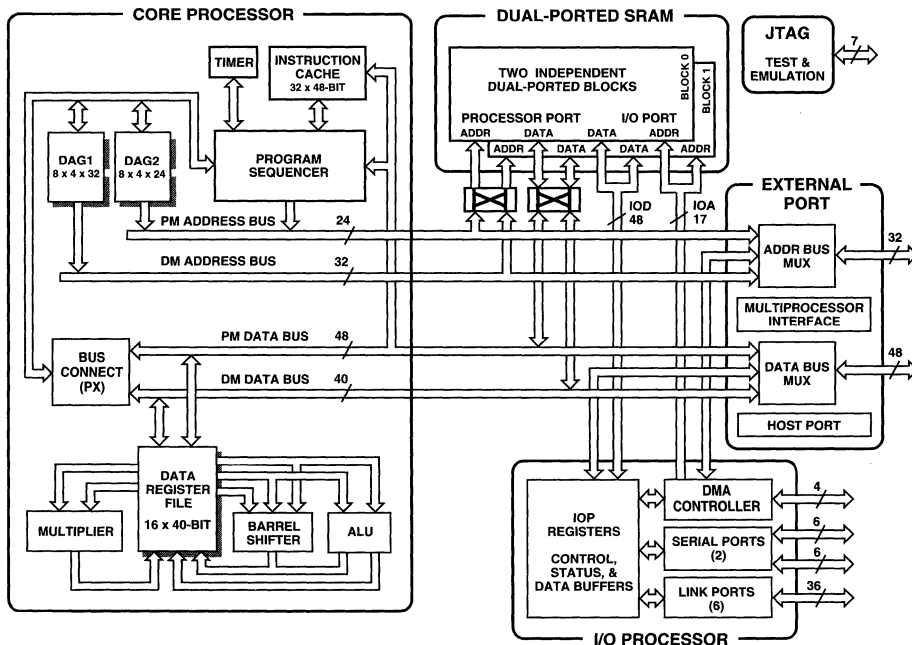 CORE PROCESSOR
TIMER
INSTRUCTION
CACHE
32 x 48-BIT
DAG1
8 x 4 x 32
DAG2
8 x 4 x 24
PROGRAM
SEQUENCER
PM ADDRESS BUS
24
DM ADDRESS BUS
32
PM DATA BUS
48
BUS
CONNECT
(PX)
DM DATA BUS
40
DATA
REGISTER
FILE
16 x 40-BIT
MULTIPLIER
BARREL
SHIFTER
ALU
DUAL-PORTED SRAM
TWO INDEPENDENT
DUAL-PORTED BLOCKS
BLOCK 0
BLOCK 1
PROCESSOR PORT
I/O PORT
ADDR
DATA
DATA
ADDR
ADDR
DATA
DATA
ADDR
IOD
48
IOA
17
JTAG
TEST &
EMULATION
7
EXTERNAL
PORT
ADDR BUS
MUX
32
MULTIPROCESSOR
INTERFACE
DATA BUS
MUX
48
HOST PORT
IOP
REGISTERS
CONTROL,
STATUS, &
DATA BUFFERS
DMA
CONTROLLER
4
SERIAL PORTS
(2)
6
6
LINK PORTS
(6)
36
I/O PROCESSOR